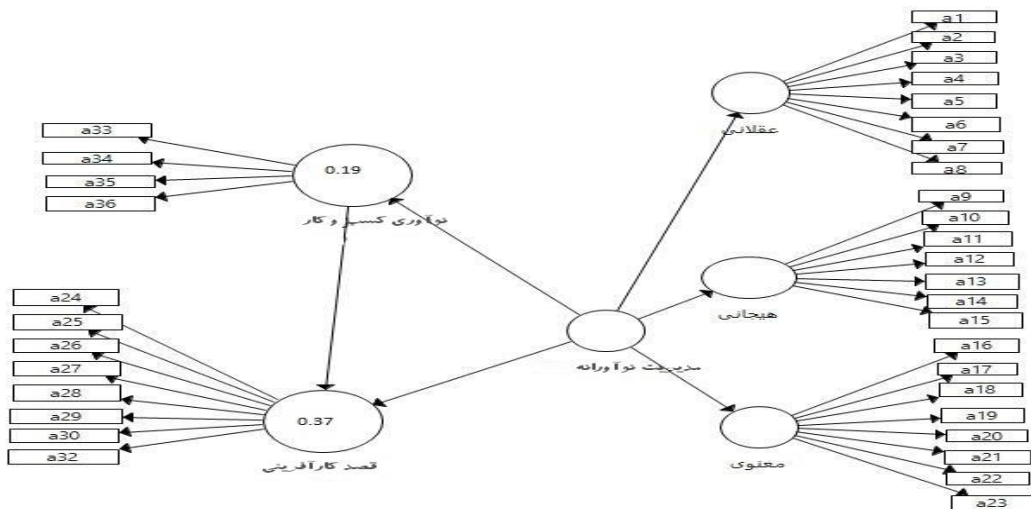 a1
a2
a3
a4
a5
a6
a7
a8
عقلانی
a9
a10
a11
a12
a13
a14
a15
هیجانی
a16
a17
a18
a19
a20
a21
a22
a23
معنوی
مدیریت نوآورانه
a33
a34
a35
a36
0.19
نوآوری کسب و کار
a24
a25
a26
a27
a28
a29
a30
a32
0.37
قصد کارآفرینی